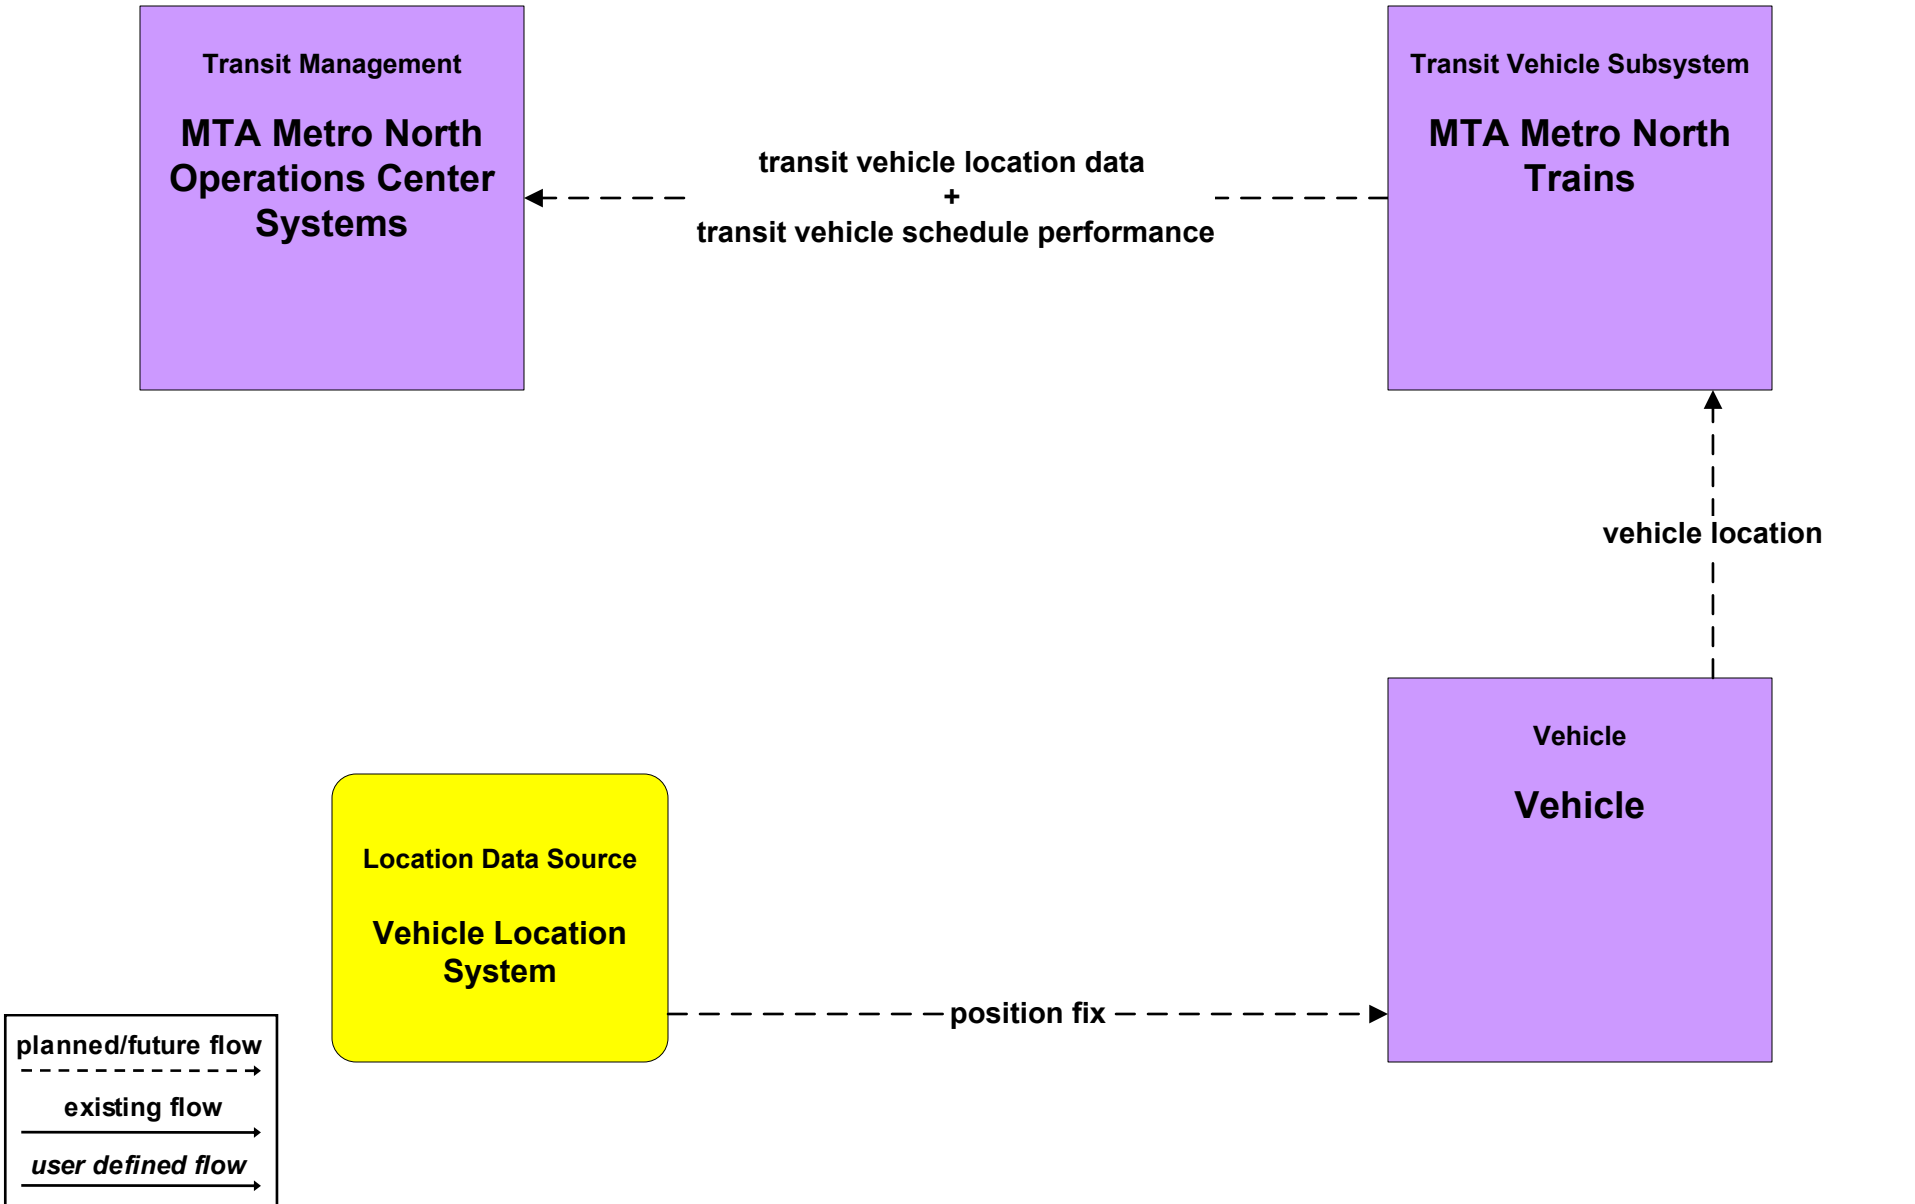 Transit Management
MTA Metro North
Operations Center
Systems
transit vehicle location data
+
transit vehicle schedule performance
Transit Vehicle Subsystem
MTA Metro North
Trains
vehicle location
Vehicle
Vehicle
Location Data Source
Vehicle Location
System
position fix
planned/future flow
existing flow
user defined flow